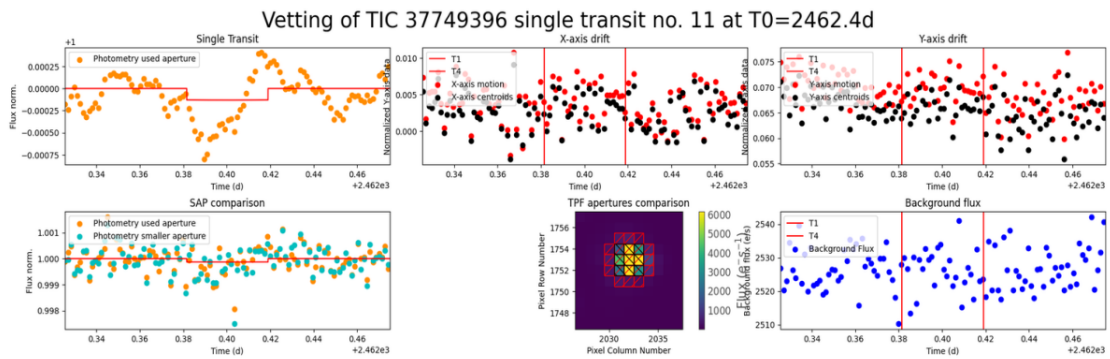 Vetting of TIC 37749396 single transit no. 11 at T0=2462.4d
Single Transit
+1
Photometry used aperture
0.00025
0.00000
−0.00025
−0.00050
−0.00075
Flux norm.
0.34 0.36 0.38 0.40 0.42 0.44 0.46
Time (d)
+2.462e3
X-axis drift
T1
T4
X-axis motion
X-axis centroids
0.010
0.005
0.000
Normalized Y-axis data
0.34 0.36 0.38 0.40 0.42 0.44 0.46
Time (d)
+2.462e3
Y-axis drift
T1
T4
Y-axis motion
Y-axis centroids
0.075
0.070
0.065
0.060
0.055
Normalized Y-axis data
0.34 0.36 0.38 0.40 0.42 0.44 0.46
Time (d)
+2.462e3
SAP comparison
Photometry used aperture
Photometry smaller aperture
1.001
1.000
0.999
0.998
Flux norm.
0.34 0.36 0.38 0.40 0.42 0.44 0.46
Time (d)
+2.462e3
TPF apertures comparison
1756
1754
1752
1750
1748
Pixel Row Number
2030 2035
Pixel Column Number
6000
5000
4000
3000
2000
1000
0
Background flux
T1
T4
Background Flux
2540
2530
2520
2510
0.34 0.36 0.38 0.40 0.42 0.44 0.46
Time (d)
+2.462e3